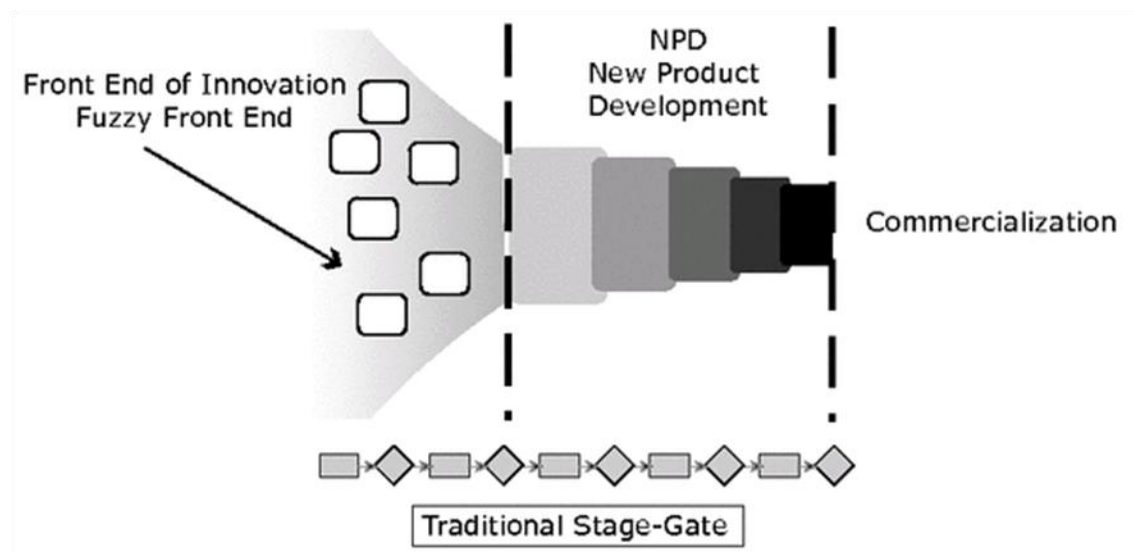 Front End of Innovation
Fuzzy Front End
NPD
New Product
Development
Commercialization
Traditional Stage-Gate